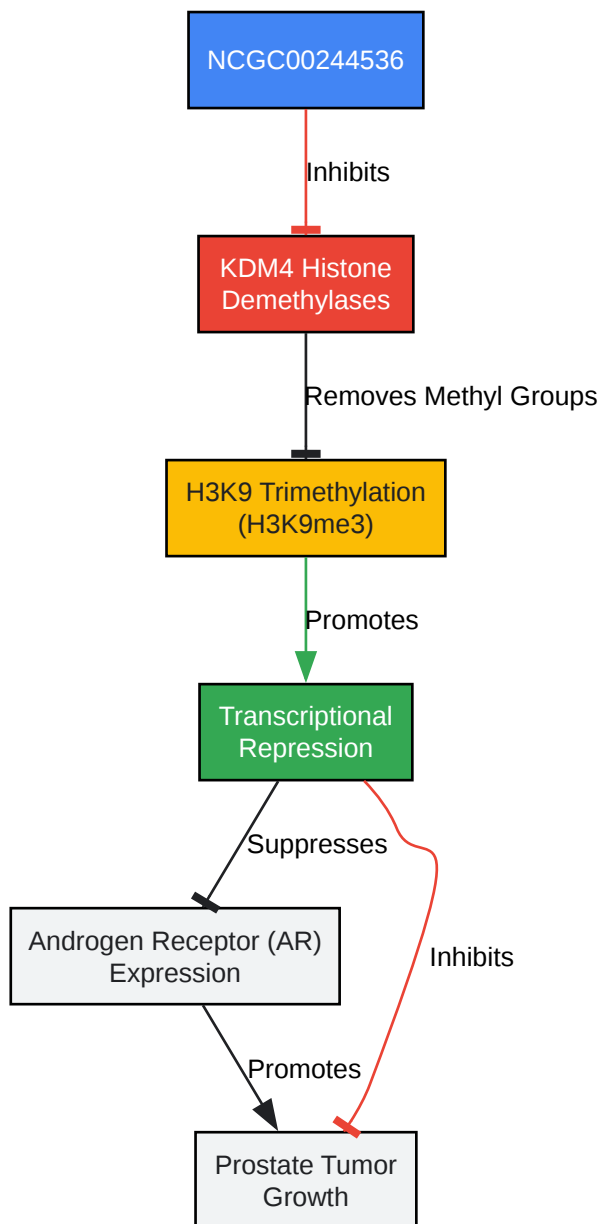 NCGC00244536
Inhibits
KDM4 Histone
Demethylases
Removes Methyl Groups
H3K9 Trimethylation
(H3K9me3)
Promotes
Transcriptional
Repression
Suppresses
Androgen Receptor (AR)
Expression
Inhibits
Promotes
Prostate Tumor
Growth